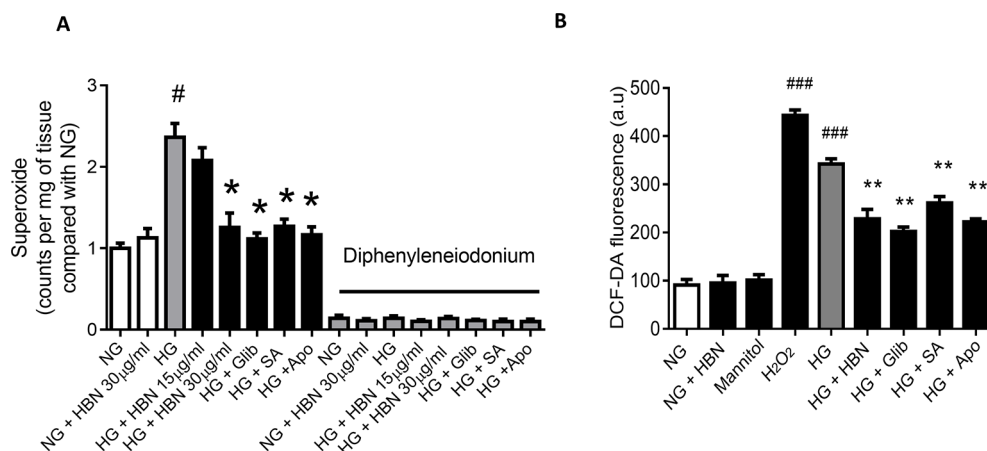 A
Superoxide
(counts per mg of tissue
compared with NG)
3
2
1
0
#
*
*
*
*
Diphenyleneiodonium
NG
NG + HBN 30µg/ml
HG
HG + HBN 15µg/ml
HG + HBN 30µg/ml
HG + Glib
HG + SA
HG +Apo
NG
NG + HBN 30µg/ml
HG
HG + HBN 15µg/ml
HG + HBN 30µg/ml
HG + Glib
HG + SA
HG +Apo
B
DCF-DA fluorescence (a.u)
500
400
300
200
100
0
###
###
**
**
**
**
NG
NG + HBN
Mannitol
H2O2
HG
HG + HBN
HG + Glib
HG + SA
HG + Apo